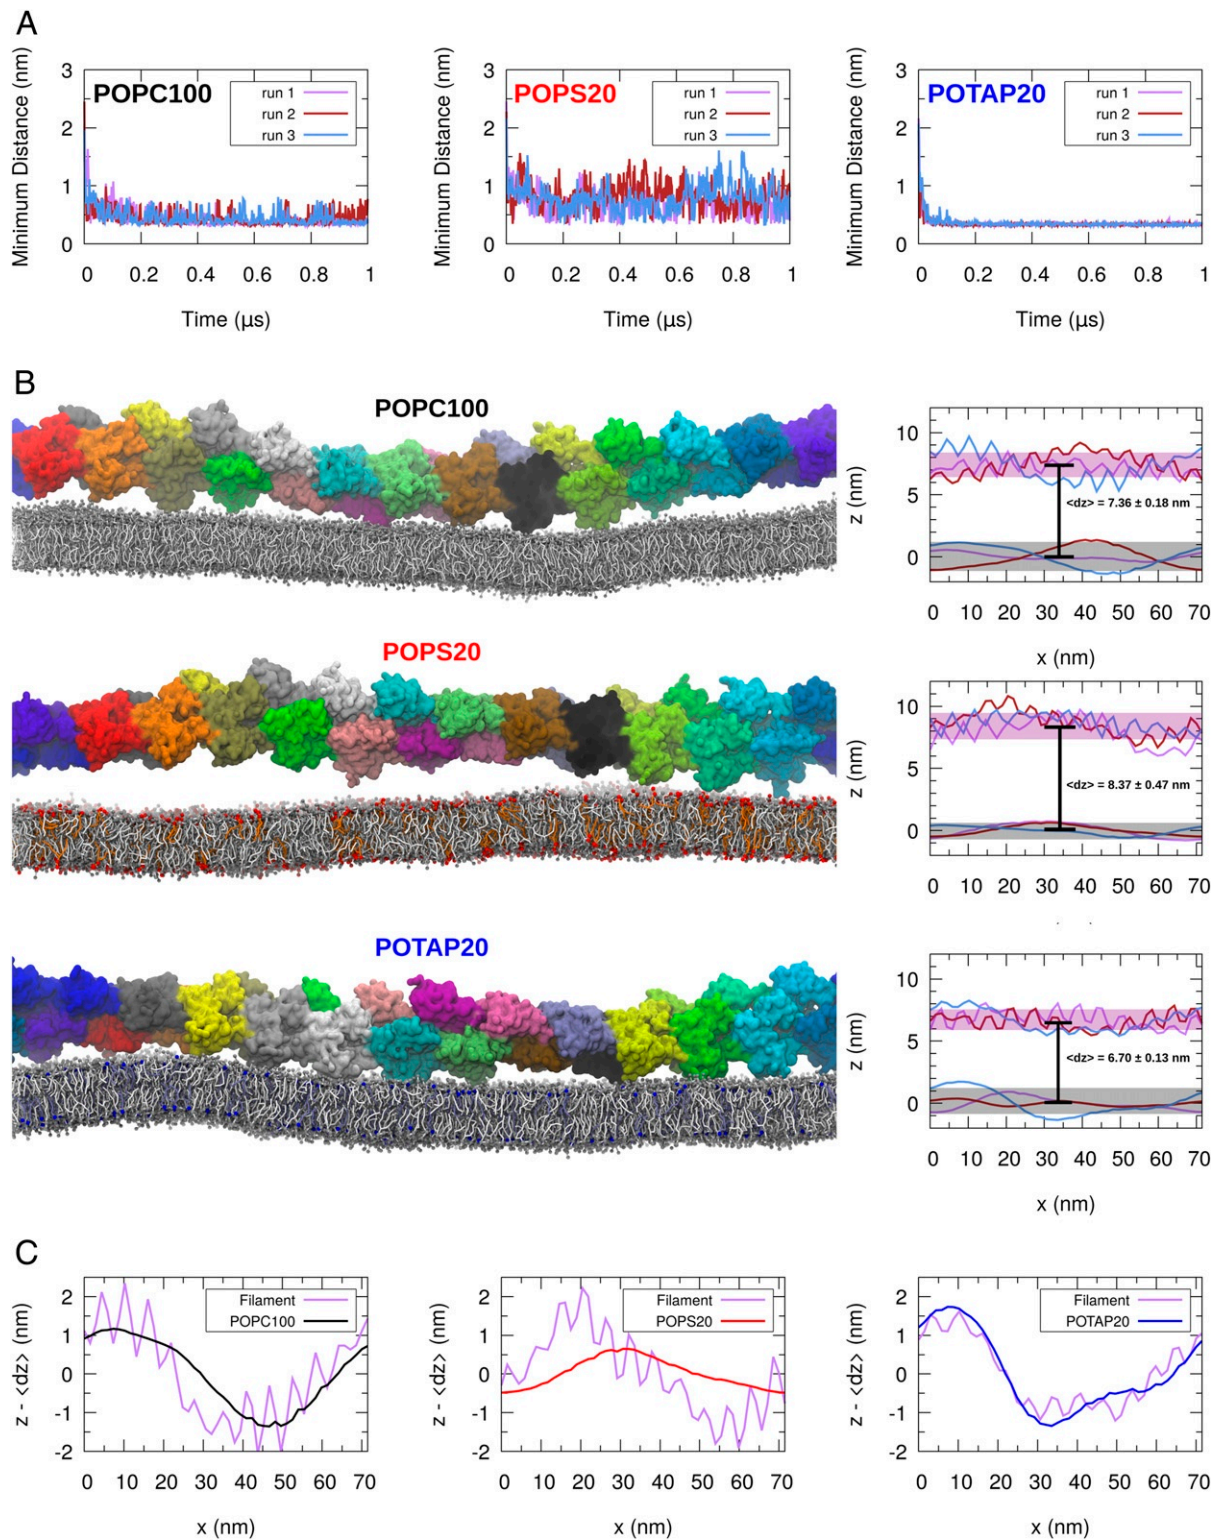 A
POPC100
run 1
run 2
run 3
Minimum Distance (nm)
3
2
1
0
0 0.2 0.4 0.6 0.8 1
Time (µs)
POPS20
run 1
run 2
run 3
Minimum Distance (nm)
3
2
1
0
0 0.2 0.4 0.6 0.8 1
Time (µs)
POTAP20
run 1
run 2
run 3
Minimum Distance (nm)
3
2
1
0
0 0.2 0.4 0.6 0.8 1
Time (µs)
B
POPC100
z (nm)
10
5
0
<dz> = 7.36 ± 0.18 nm
0 10 20 30 40 50 60 70
x (nm)
POPS20
z (nm)
10
5
0
<dz> = 8.37 ± 0.47 nm
0 10 20 30 40 50 60 70
POTAP20
z (nm)
10
5
0
<dz> = 6.70 ± 0.13 nm
0 10 20 30 40 50 60 70
x (nm)
C
z - <dz> (nm)
2
1
0
-1
-2
Filament
POPC100
0 10 20 30 40 50 60 70
x (nm)
z - <dz> (nm)
2
1
0
-1
-2
Filament
POPS20
0 10 20 30 40 50 60 70
x (nm)
z - <dz> (nm)
2
1
0
-1
-2
Filament
POTAP20
0 10 20 30 40 50 60 70
x (nm)